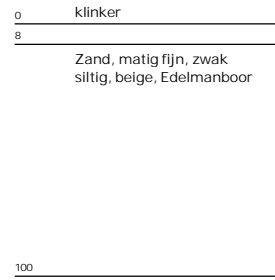 0 klinker
8
Zand, matig fijn, zwak
siltig, beige, Edelmanboor
100